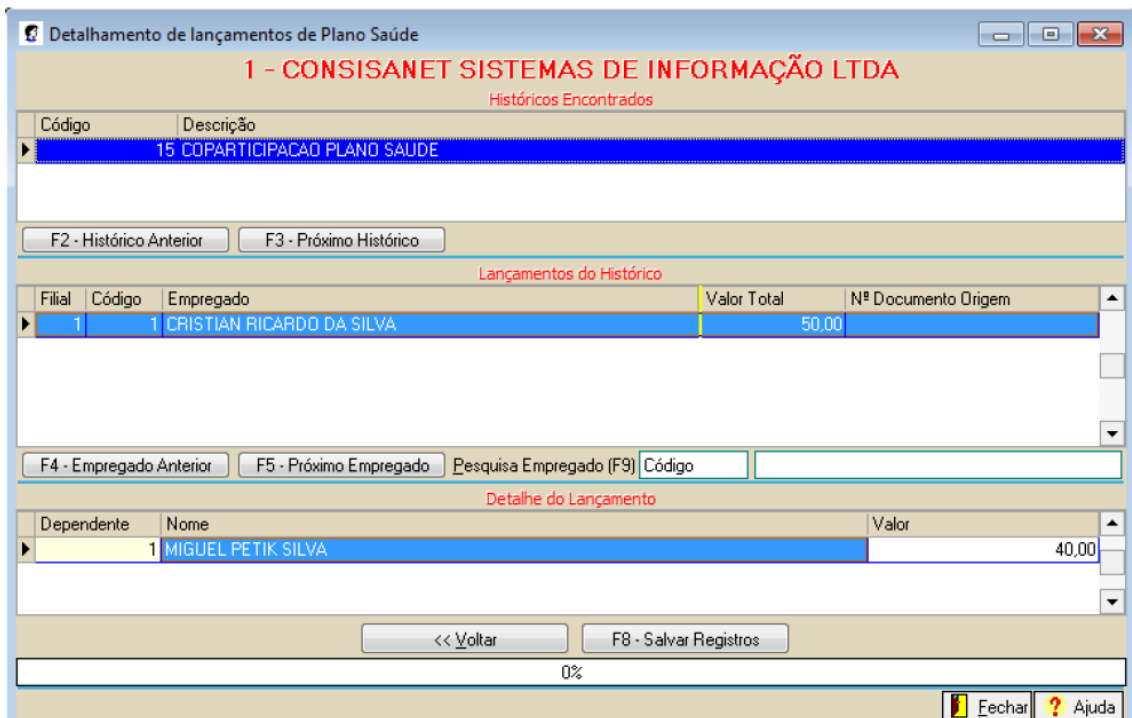 Detalhamento de lançamentos de Plano Saúde
1 - CONSISANET SISTEMAS DE INFORMAÇÃO LTDA
Históricos Encontrados
Código Descrição
15 COPARTICIPACAO PLANO SAUDE
F2 - Histórico Anterior F3 - Próximo Histórico
Lançamentos do Histórico
Filial Código Empregado Valor Total Nº Documento Origem
1 1 CRISTIAN RICARDO DA SILVA 50,00
F4 - Empregado Anterior F5 - Próximo Empregado Pesquisa Empregado (F9) Código
Detalhe do Lançamento
Dependente Nome Valor
1 MIGUEL PETIK SILVA 40,00
<< Voltar F8 - Salvar Registros
0%
Fechar ? Ajuda